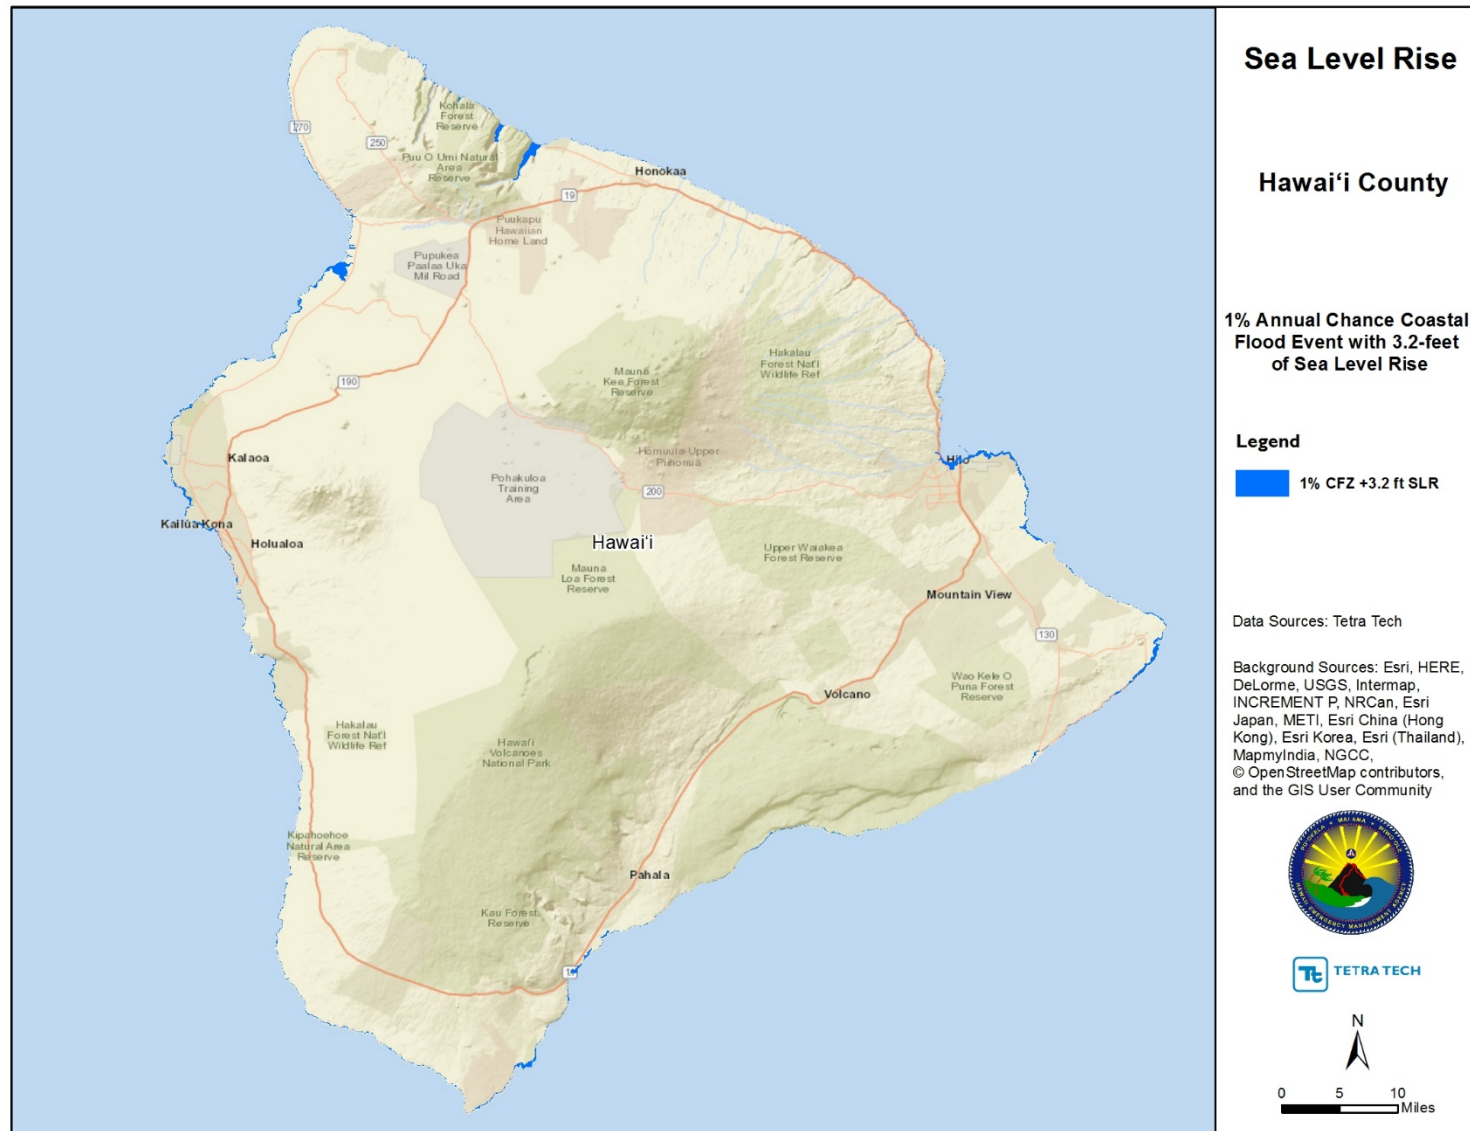 Sea Level Rise
Hawai‘i County
1% Annual Chance Coastal
Flood Event with 3.2-feet
of Sea Level Rise
Legend
1% CFZ +3.2 ft SLR
Data Sources: Tetra Tech
Background Sources: Esri, HERE,
DeLorme, USGS, Intermap,
INCREMENT P, NRCan, Esri
Japan, METI, Esri China (Hong
Kong), Esri Korea, Esri (Thailand),
MapmyIndia, NGCC,
© OpenStreetMap contributors,
and the GIS User Community
HAWAII EMERGENCY MANAGEMENT AGENCY
Tt TETRA TECH
N
0 5 10
Miles
Kohala
Forest
Reserve
270
250
Puu O Umi Natural
Area
Reserve
Honokaa
19
Puukapu
Hawaiian
Home Land
Pupukea
Paalaa Uka
Mil Road
190
Mauna
Kea Forest
Reserve
Hakalau
Forest Nat'l
Wildlife Ref
Kalaoa
Pohakuloa
Training
Area
200
Hilo
Kailua Kona
Holualoa
Hawai‘i
Mauna
Loa Forest
Reserve
Upper Waiakea
Forest Reserve
Mountain View
130
Wao Kele O
Puna Forest
Reserve
Volcano
Hakalau
Forest Nat'l
Wildlife Ref
Hawai'i
Volcanoes
National Park
Kipahoehoe
Natural Area
Reserve
Pahala
Kau Forest
Reserve